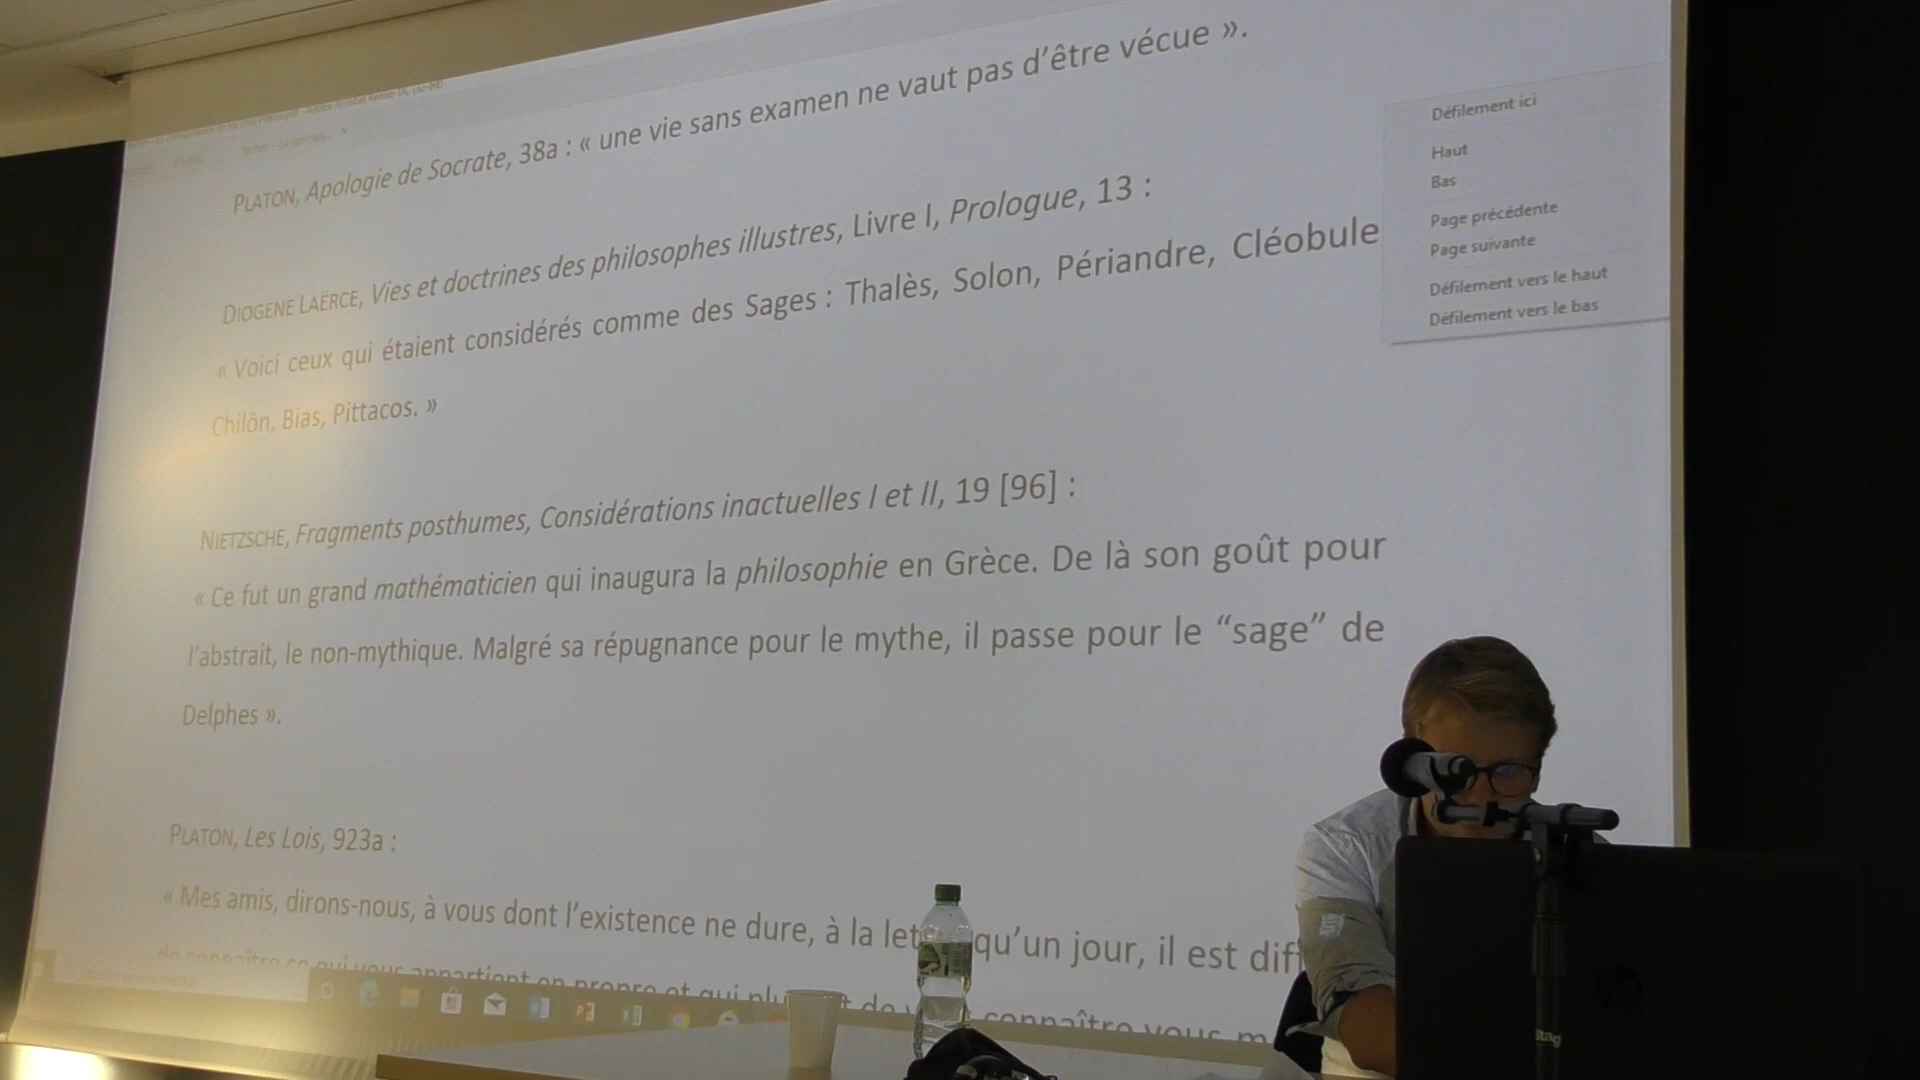 PLATON, Apologie de Socrate, 38a : « une vie sans examen ne vaut pas d'être vécue ».
DIOGENE LAËRCE, Vies et doctrines des philosophes illustres, Livre I, Prologue, 13 :
« Voici ceux qui étaient considérés comme des Sages : Thalès, Solon, Périandre, Cléobule
Chilôn, Bias, Pittacos. »
NIETZSCHE, Fragments posthumes, Considérations inactuelles I et II, 19 [96] :
« Ce fut un grand mathématicien qui inaugura la philosophie en Grèce. De là son goût pour
l'abstrait, le non-mythique. Malgré sa répugnance pour le mythe, il passe pour le “sage” de
Delphes ».
PLATON, Les Lois, 923a :
« Mes amis, dirons-nous, à vous dont l'existence ne dure, à la qu'un jour, il est
de connaître ce qui vous appartient en propre et qui de connaître vous
Défilement ici
Haut
Bas
Page précédente
Page suivante
Défilement vers le haut
Défilement vers le bas